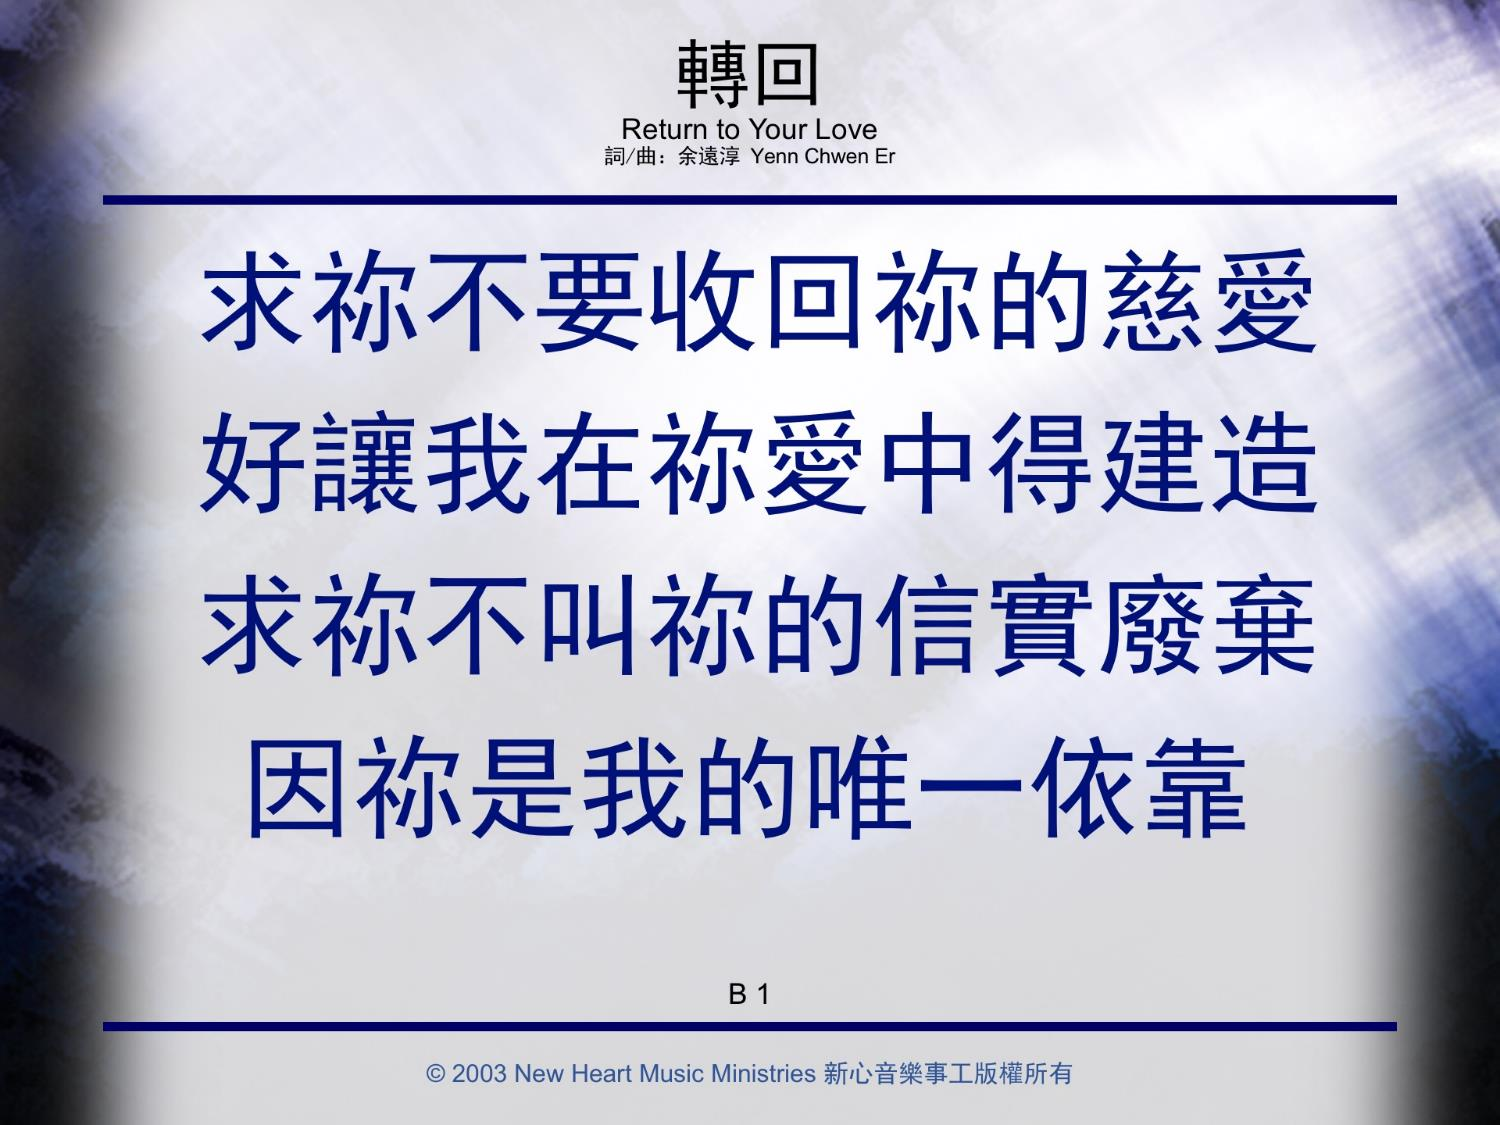 轉回
Return to Your Love
詞/曲：余遠淳 Yenn Chwen Er
求祢不要收回祢的慈愛
好讓我在祢愛中得建造
求祢不叫祢的信實廢棄
因祢是我的唯一依靠
B 1
© 2003 New Heart Music Ministries 新心音樂事工版權所有